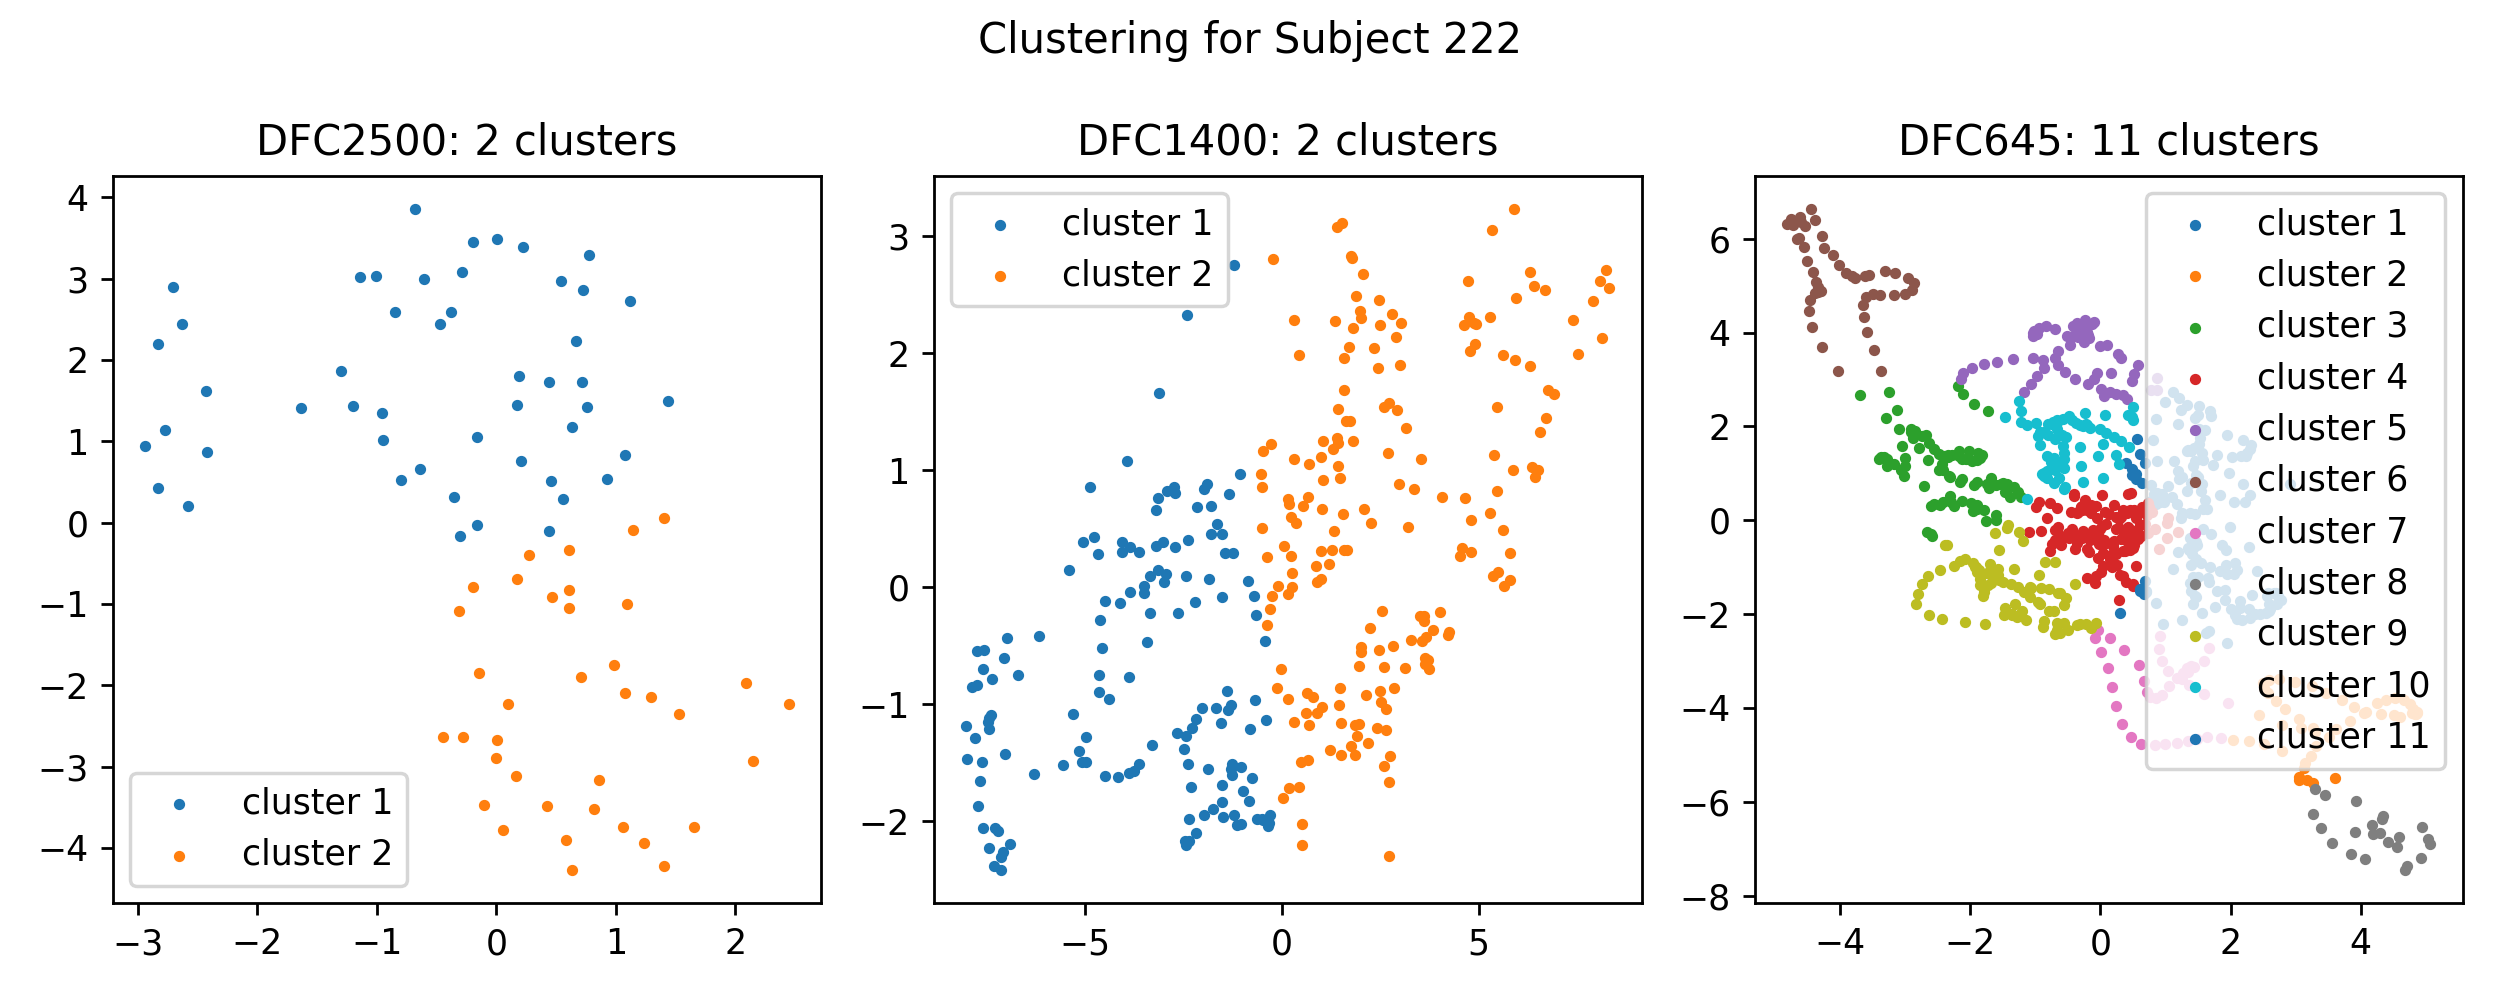 Clustering for Subject 222
DFC2500: 2 clusters
4
3
2
1
0
−1
−2
−3
−4
cluster 1
cluster 2
−3 −2 −1 0 1 2
DFC1400: 2 clusters
cluster 1
cluster 2
3
2
1
0
−1
−2
−5 0 5
DFC645: 11 clusters
6
4
2
0
−2
−4
−6
−8
cluster 1
cluster 2
cluster 3
cluster 4
cluster 5
cluster 6
cluster 7
cluster 8
cluster 9
cluster 10
cluster 11
−4 −2 0 2 4